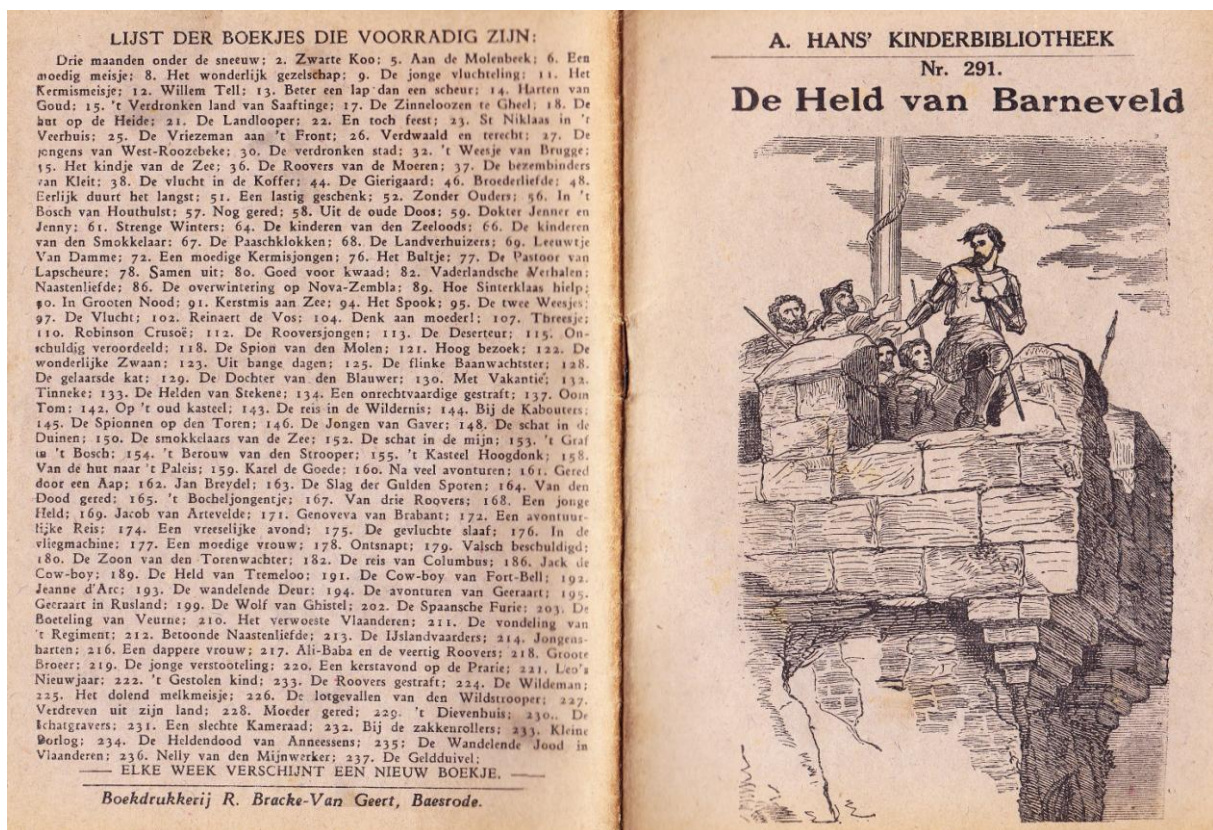 LIJST DER BOEKJES DIE VOORRADIG ZIJN:
Drie maanden onder de sneeuw; 2. Zwarte Koo; 5. Aan de Molenbeek; 6. Een
moedig meisje; 8. Het wonderlijk gezelschap; 9. De jonge vluchteling; 11. Het
Kermismeisje; 12. Willem Tell; 13. Beter een lap dan een scheur; 14. Harten van
Goud; 15. 't Verdronken land van Saaftinge; 17. De Zinneloozen te Gheel; 18. De
hut op de Heide; 21. De Landlooper; 22. En toch feest; 23. St Niklaas in 't
Veerhuis; 25. De Vriezeman aan 't Front; 26. Verdwaald en terecht; 27. De
jongens van West-Roozebeke; 30. De verdronken stad; 32. 't Weesje van Brugge;
35. Het kindje van de Zee; 36. De Roovers van de Moeren; 37. De bezembinders
van Kleit; 38. De vlucht in de Koffer; 44. De Gierigaard; 46. Broederliefde; 48.
Eerlijk duurt het langst; 51. Een lastig geschenk; 52. Zonder Ouders; 56. In 't
Bosch van Houthulst; 57. Nog gered; 58. Uit de oude Doos; 59. Dokter Jenner en
Jenny; 61. Strenge Winters; 64. De kinderen van den Zeeloods; 66. De kinderen
van den Smokkelaar; 67. De Paaschklokken; 68. De Landverhuizers; 69. Leeuwtje
Van Damme; 72. Een moedige Kermisjongen; 76. Het Bultje; 77. De Pastoor van
Lapscheure; 78. Samen uit; 80. Goed voor kwaad; 82. Vaderlandsche Verhalen;
Naastenliefde; 86. De overwintering op Nova-Zembla; 89. Hoe Sinterklaas hielp;
90. In Grooten Nood; 91. Kerstmis aan Zee; 94. Het Spook; 95. De twee Weesjes;
97. De Vlucht; 102. Reinaert de Vos; 104. Denk aan moeder!; 107. Threesje;
110. Robinson Crusoë; 112. De Rooversjongen; 113. De Deserteur; 115. On-
schuldig veroordeeld; 118. De Spion van den Molen; 121. Hoog bezoek; 122. De
wonderlijke Zwaan; 123. Uit bange dagen; 125. De flinke Baanwachtster; 128.
De gelaarsde kat; 129. De Dochter van den Blauwer; 130. Met Vakantie; 132.
Tinneke; 133. De Helden van Stekene; 134. Een onrechtvaardige gestraft; 137. Oom
Tom; 142. Op 't oud kasteel; 143. De reis in de Wildernis; 144. Bij de Kabouters;
145. De Spionnen op den Toren; 146. De Jongen van Gaver; 148. De schat in de
Duinen; 150. De smokkelaars van de Zee; 152. De schat in de mijn; 153. 't Graf
in 't Bosch; 154. 't Berouw van den Strooper; 155. 't Kasteel Hoogdonk; 158.
Van de hut naar 't Paleis; 159. Karel de Goede; 160. Na veel avonturen; 161. Gered
door een Aap; 162. Jan Breydel; 163. De Slag der Gulden Sporen; 164. Van den
Dood gered; 165. 't Bocheljongentje; 167. Van drie Roovers; 168. Een jonge
Held; 169. Jacob van Artevelde; 171. Genoveva van Brabant; 172. Een avontuur-
lijke Reis; 174. Een vreeselijke avond; 175. De gevluchte slaaf; 176. In de
vliegmachine; 177. Een moedige vrouw; 178. Ontsnapt; 179. Valsch beschuldigd;
180. De Zoon van den Torenwachter; 182. De reis van Columbus; 186. Jack de
Cow-boy; 189. De Held van Tremeloo; 191. De Cow-boy van Fort-Bell; 192.
Jeanne d'Arc; 193. De wandelende Deur; 194. De avonturen van Geeraart; 195.
Geeraart in Rusland; 199. De Wolf van Ghistel; 202. De Spaansche Furie; 203. De
Boeteling van Veurne; 210. Het verwoeste Vlaanderen; 211. De vondeling van
't Regiment; 212. Betoonde Naastenliefde; 213. De IJslandvaarders; 214. Jongens-
harten; 216. Een dappere vrouw; 217. Ali-Baba en de veertig Roovers; 218. Groote
Broeer; 219. De jonge verstooteling; 220. Een kerstavond op de Prarie; 221. Leo's
Nieuwjaar; 222. 't Gestolen kind; 233. De Roovers gestraft; 224. De Wildeman;
225. Het dolend melkmeisje; 226. De lotgevallen van den Wildstrooper; 227.
Verdreven uit zijn land; 228. Moeder gered; 229. 't Dievenhuis; 230.. De
Schatgravers; 231. Een slechte Kameraad; 232. Bij de zakkenrollers; 233. Kleine
Oorlog; 234. De Heldendood van Anneessens; 235; De Wandelende Jood in
Vlaanderen; 236. Nelly van den Mijnwerker; 237. De Geldduivel;
—— ELKE WEEK VERSCHIJNT EEN NIEUW BOEKJE. ——
Boekdrukkerij R. Bracke-Van Geert, Baesrode.
A. HANS' KINDERBIBLIOTHEEK
Nr. 291.
De Held van Barneveld